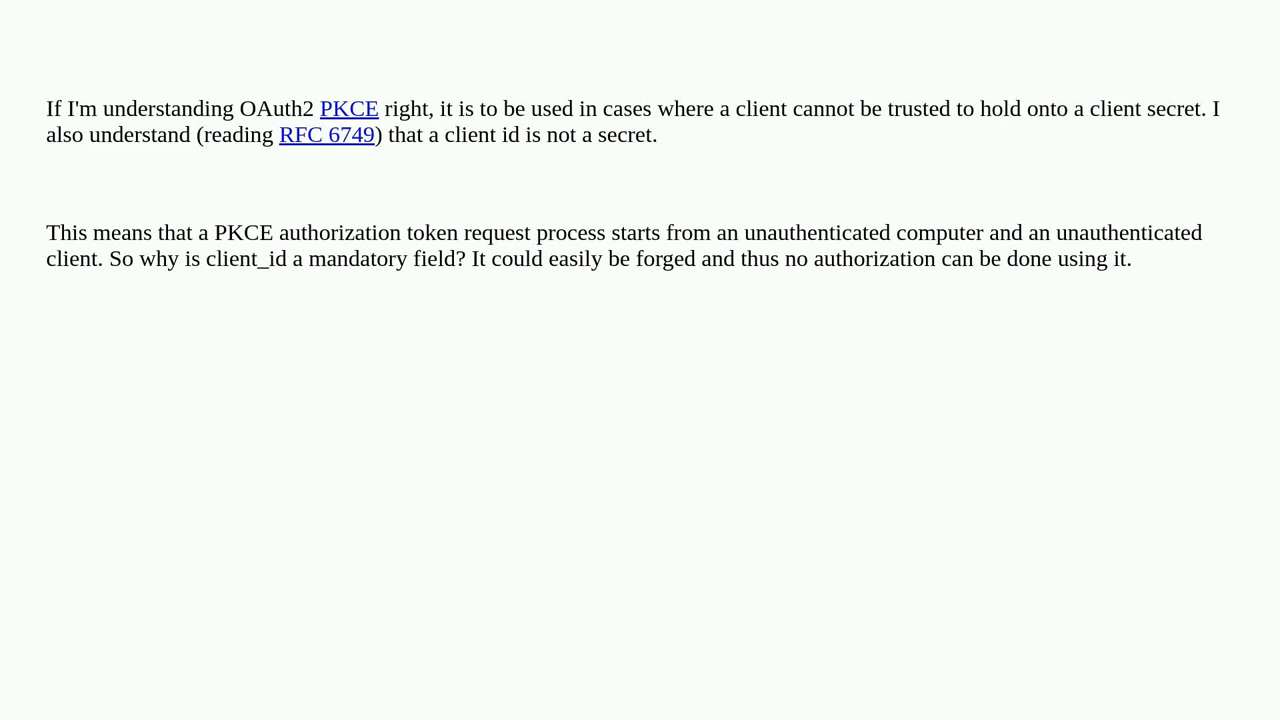 If I'm understanding OAuth2 PKCE right, it is to be used in cases where a client cannot be trusted to hold onto a client secret. I
also understand (reading RFC 6749) that a client id is not a secret.
This means that a PKCE authorization token request process starts from an unauthenticated computer and an unauthenticated
client. So why is client_id a mandatory field? It could easily be forged and thus no authorization can be done using it.